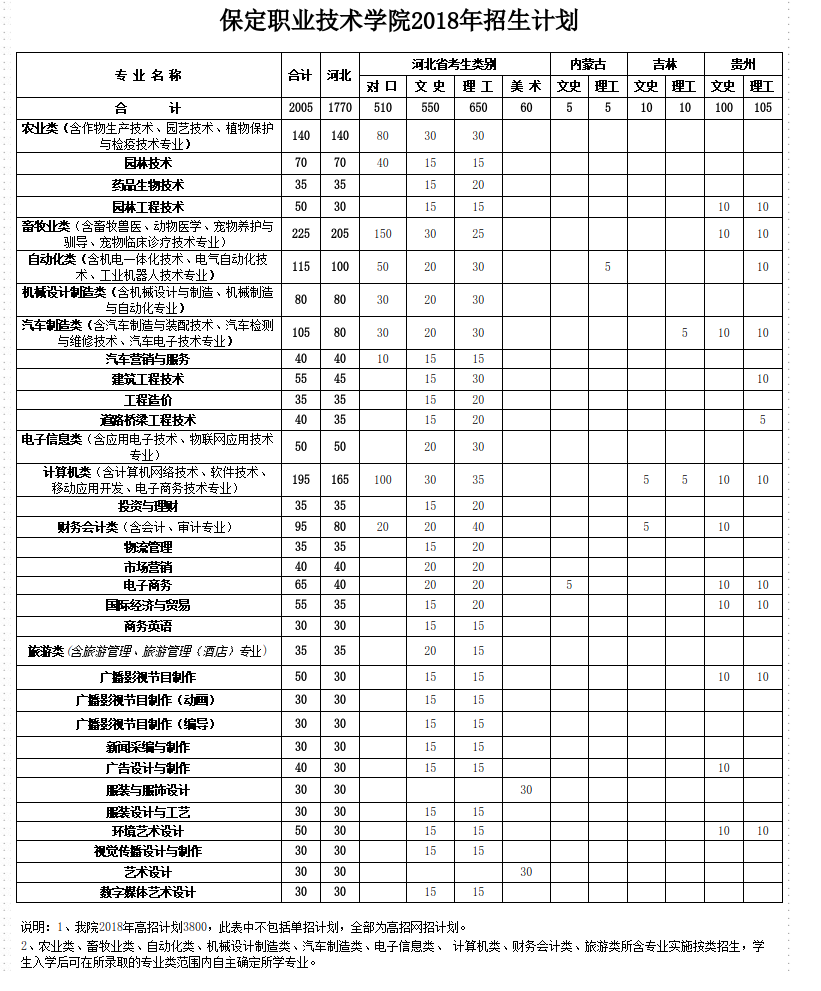 保定职业技术学院2018年招生计划
专 业 名 称 合计 河北 河北省考生类别 内蒙古 吉林 贵州
对 口 文 史 理 工 美 术 文史 理工 文史 理工 文史 理工
合 计 2005 1770 510 550 650 60 5 5 10 10 100 105
农业类（含作物生产技术、园艺技术、植物保护
与检疫技术专业） 140 140 80 30 30
园林技术 70 70 40 15 15
药品生物技术 35 35 15 20
园林工程技术 50 30 15 15 10 10
畜牧业类（含畜牧兽医、动物医学、宠物养护与
驯导、宠物临床诊疗技术专业） 225 205 150 30 25 10 10
自动化类（含机电一体化技术、电气自动化技
术、工业机器人技术专业） 115 100 50 20 30 5 10
机械设计制造类（含机械设计与制造、机械制造
与自动化专业） 80 80 30 20 30
汽车制造类（含汽车制造与装配技术、汽车检测
与维修技术、汽车电子技术专业） 105 80 30 20 30 5 10 10
汽车营销与服务 40 40 10 15 15
建筑工程技术 55 45 15 30 10
工程造价 35 35 15 20
道路桥梁工程技术 40 35 15 20 5
电子信息类（含应用电子技术、物联网应用技术
专业） 50 50 20 30
计算机类（含计算机网络技术、软件技术、
移动应用开发、电子商务技术专业） 195 165 100 30 35 5 5 10 10
投资与理财 35 35 15 20
财务会计类（含会计、审计专业） 95 80 20 20 40 5 10
物流管理 35 35 15 20
市场营销 40 40 20 20
电子商务 65 40 20 20 5 10 10
国际经济与贸易 55 35 15 20 10 10
商务英语 30 30 15 15
旅游类（含旅游管理、旅游管理（酒店）专业） 35 35 20 15
广播影视节目制作 50 30 15 15 10 10
广播影视节目制作（动画） 30 30 15 15
广播影视节目制作（编导） 30 30 15 15
新闻采编与制作 30 30 15 15
广告设计与制作 40 30 15 15 10
服装与服饰设计 30 30 30
服装设计与工艺 30 30 15 15
环境艺术设计 50 30 15 15 10 10
视觉传播设计与制作 30 30 15 15
艺术设计 30 30 30
数字媒体艺术设计 30 30 15 15
说明：1、我院2018年高招计划3800，此表中不包括单招计划，全部为高招网招计划。
2、农业类、畜牧业类、自动化类、机械设计制造类、汽车制造类、电子信息类、 计算机类、财务会计类、旅游类所含专业实施按类招生，学
生入学后可在所录取的专业类范围内自主确定所学专业。